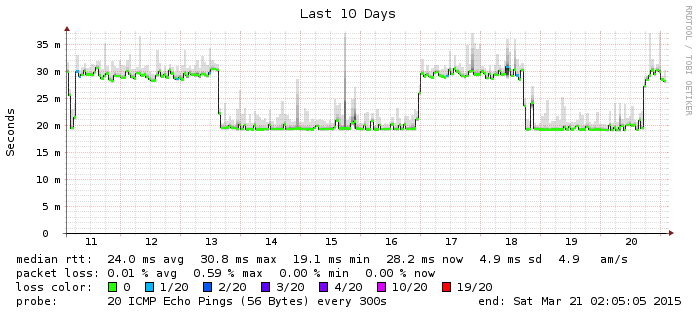 Last 10 Days
RRDTOOL / TOBI OETIKER
Seconds
35 m
30 m
25 m
20 m
15 m
10 m
5 m
0
11 12 13 14 15 16 17 18 19 20
median rtt: 24.0 ms avg 30.8 ms max 19.1 ms min 28.2 ms now 4.9 ms sd 4.9 am/s
packet loss: 0.01 % avg 0.59 % max 0.00 % min 0.00 % now
loss color: 0 1/20 2/20 3/20 4/20 10/20 19/20
probe: 20 ICMP Echo Pings (56 Bytes) every 300s end: Sat Mar 21 02:05:05 2015